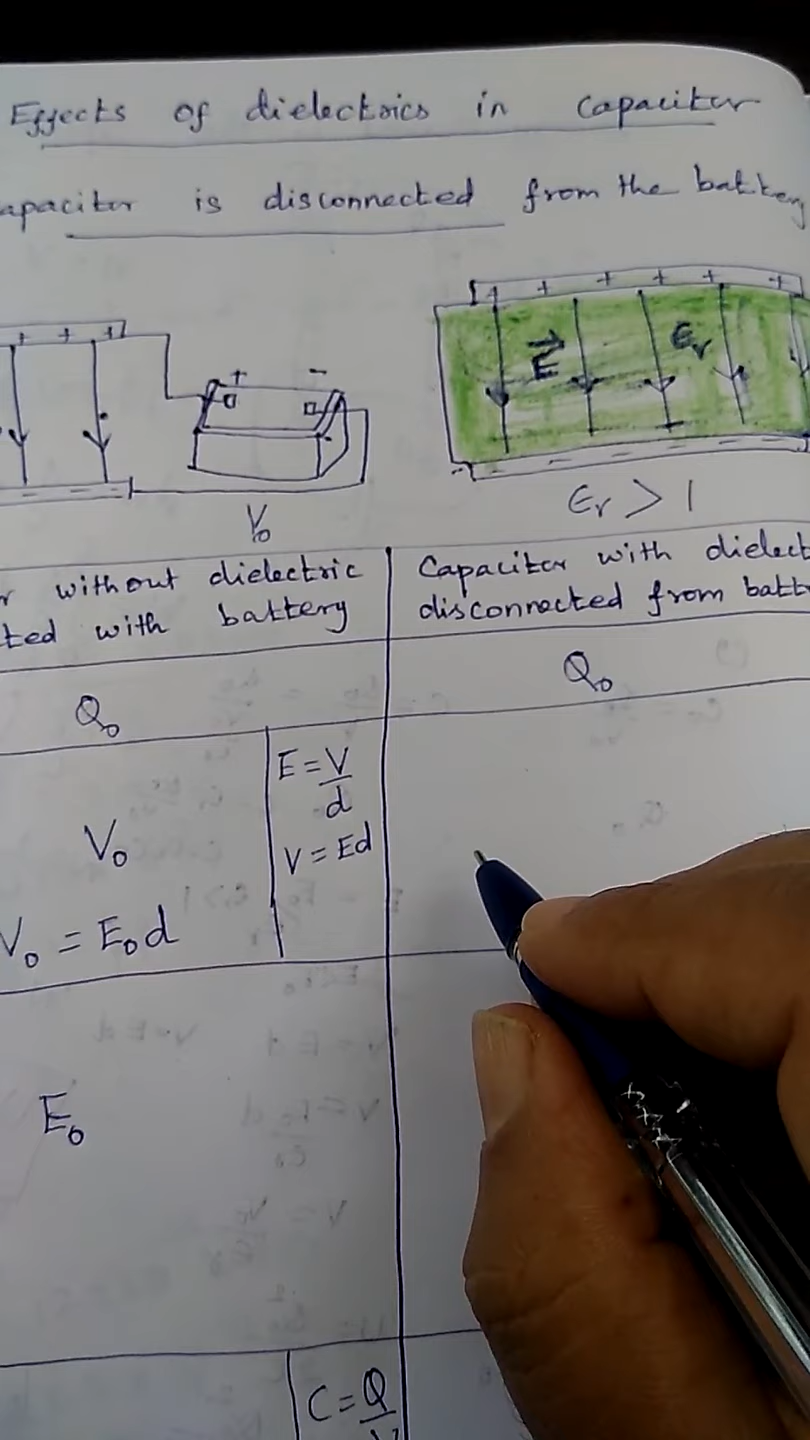 Effects of dielectrics in capacitor
apacitor is disconnected from the battery
+ + + + -
+ + + + + +
E⃗ εr
V₀
εr > 1
r without dielectric
ted with battery
Capacitor with dielect
disconnected from batt
Q₀
Q₀
V₀
V₀ = E₀d
E = V/d
V = Ed
E₀
C = Q/V